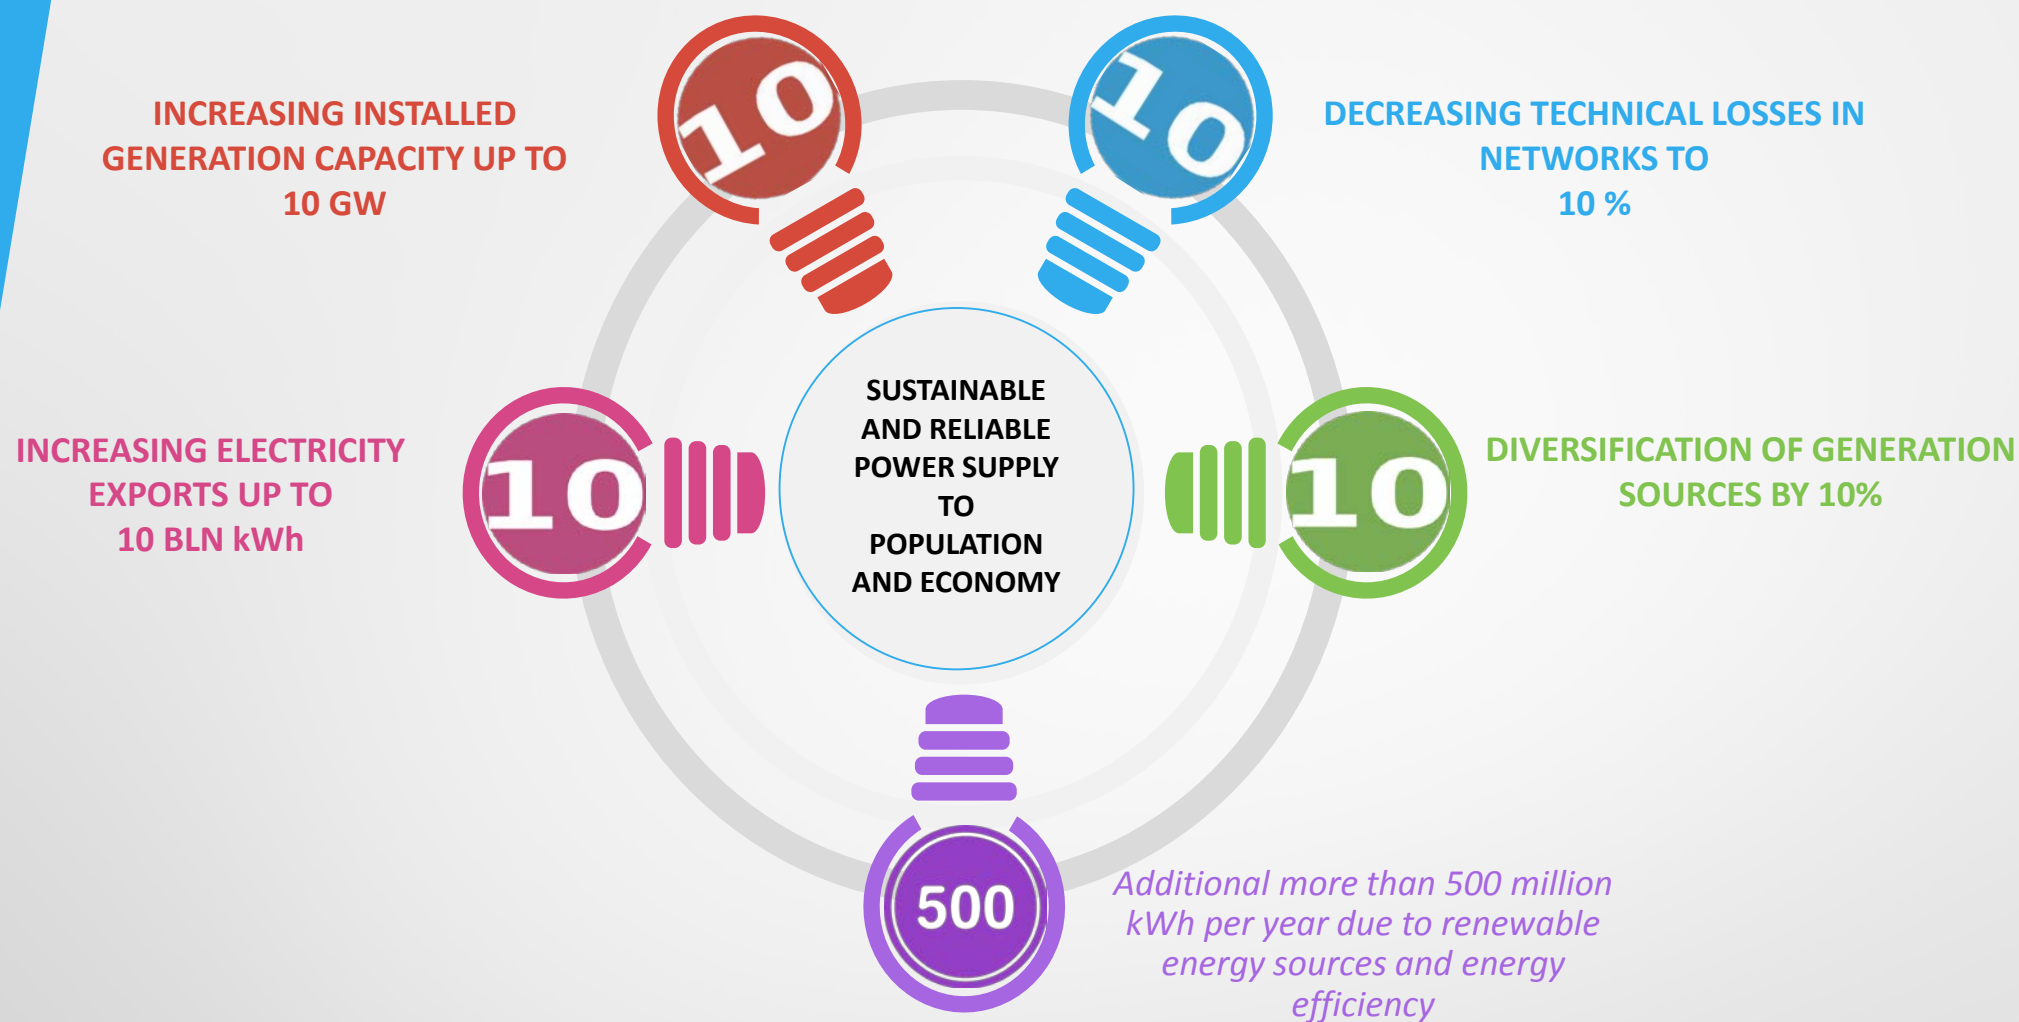 10
INCREASING INSTALLED
GENERATION CAPACITY UP TO
10 GW
10
DECREASING TECHNICAL LOSSES IN
NETWORKS TO
10 %
INCREASING ELECTRICITY
EXPORTS UP TO
10 BLN kWh
10
SUSTAINABLE
AND RELIABLE
POWER SUPPLY
TO
POPULATION
AND ECONOMY
10
DIVERSIFICATION OF GENERATION
SOURCES BY 10%
500
Additional more than 500 million
kWh per year due to renewable
energy sources and energy
efficiency